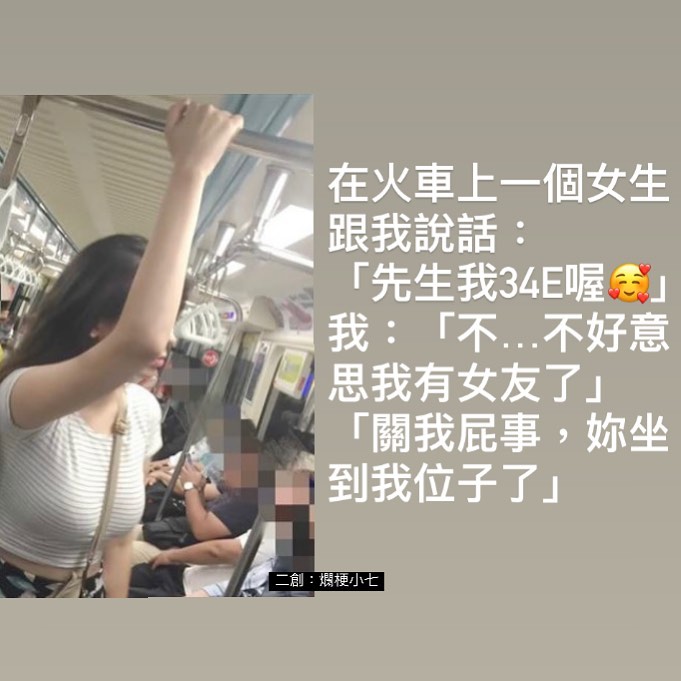 在火車上一個女生
跟我說話：
「先生我34E喔🥰」
我：「不…不好意
思我有女友了」
「關我屁事，妳坐
到我位子了」
二創：爛梗小七